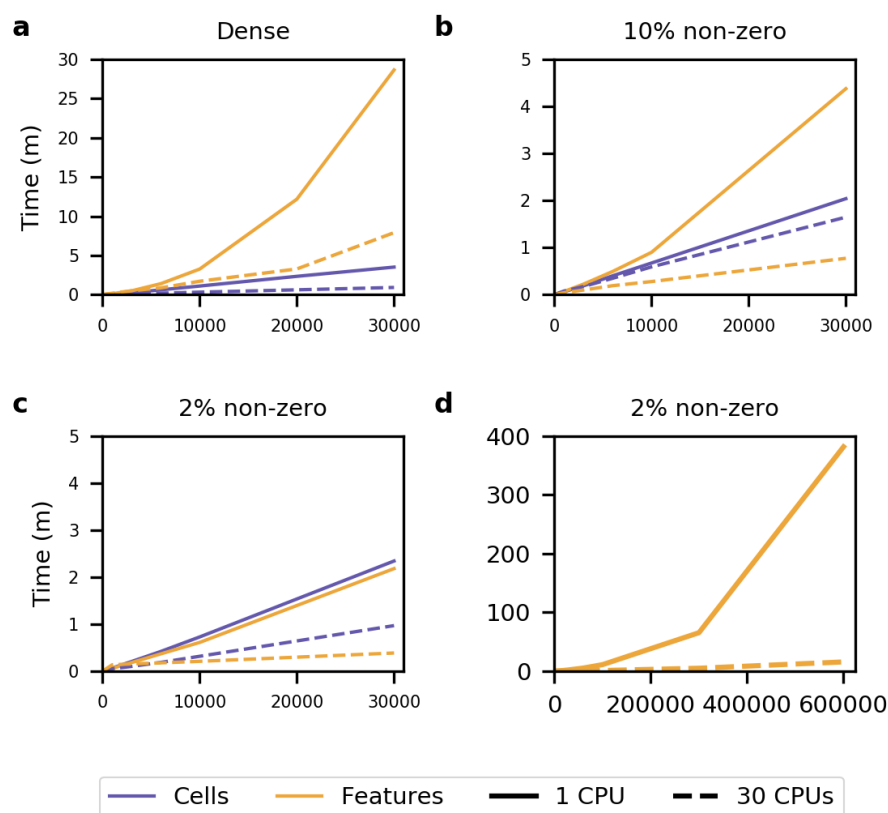 a
Dense
Time (m)
30
25
20
15
10
5
0
0 10000 20000 30000
b
10% non-zero
5
4
3
2
1
0
0 10000 20000 30000
c
2% non-zero
Time (m)
5
4
3
2
1
0
0 10000 20000 30000
d
2% non-zero
400
300
200
100
0
0 200000 400000 600000
Cells Features 1 CPU 30 CPUs